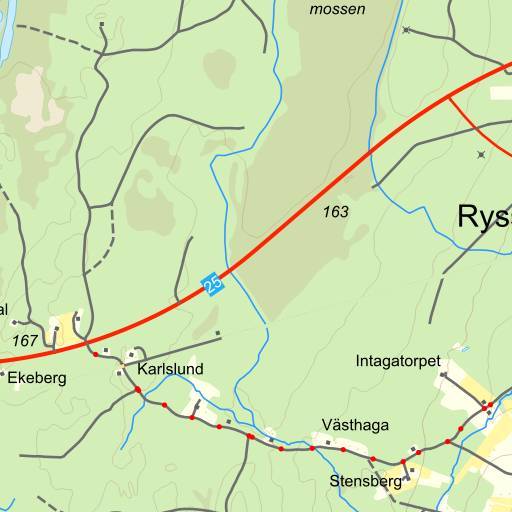 mossen
163
Rys
25
al
167
Ekeberg
Karlslund
Intagatorpet
Västhaga
Stensberg